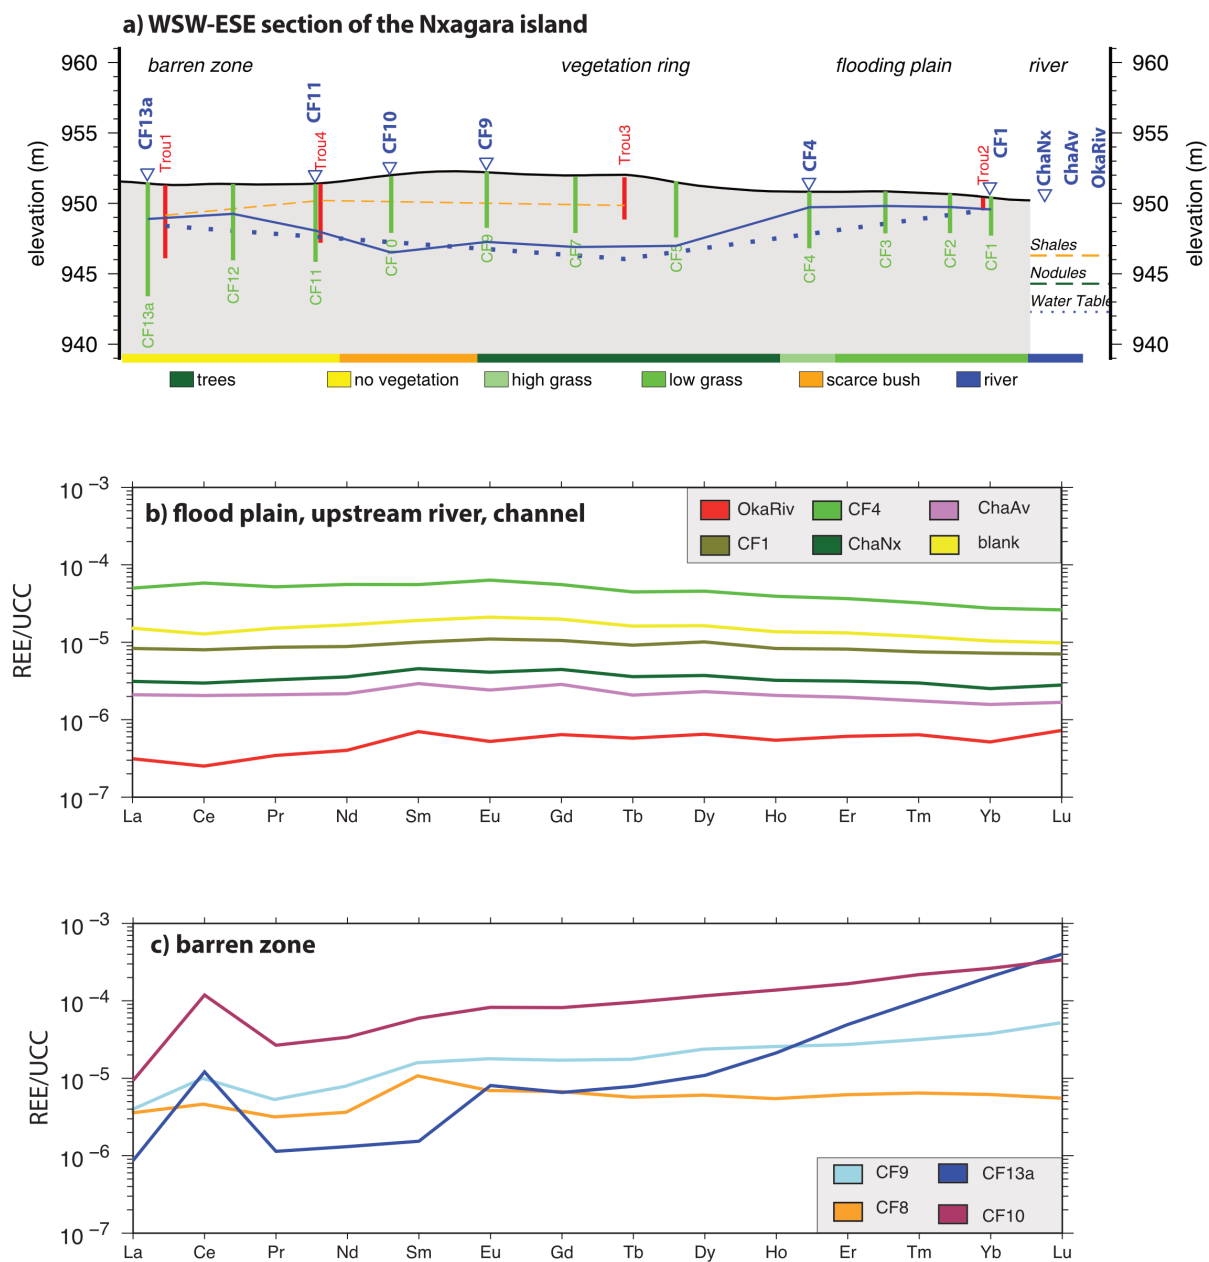 a) WSW-ESE section of the Nxagara island
960
955
950
945
940
elevation (m)
barren zone
vegetation ring
flooding plain
river
960
955
950
945
940
elevation (m)
CF13a
Trou1
CF11
Trou4
CF10
CF9
Trou3
CF4
Trou2
CF1
ChaNx
ChaAv
OkaRiv
CF13a
CF12
CF11
CF9
CF7
CF5
CF4
CF3
CF2
CF1
Shales
Nodules
Water Table
trees
no vegetation
high grass
low grass
scarce bush
river
b) flood plain, upstream river, channel
OkaRiv CF4 ChaAv
CF1 ChaNx blank
REE/UCC
10 −3
10 −4
10 −5
10 −6
10 −7
La Ce Pr Nd Sm Eu Gd Tb Dy Ho Er Tm Yb Lu
c) barren zone
REE/UCC
10 −3
10 −4
10 −5
10 −6
10 −7
CF9 CF13a
CF8 CF10
La Ce Pr Nd Sm Eu Gd Tb Dy Ho Er Tm Yb Lu